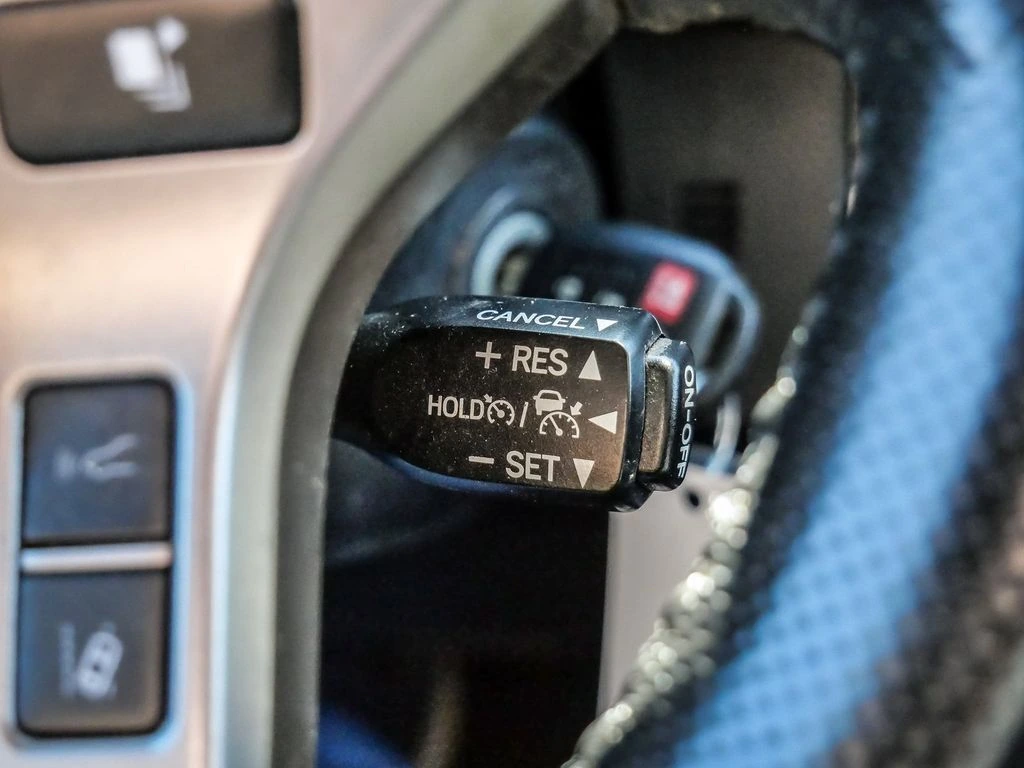 CANCEL
+ RES
HOLD /
− SET
ON-OFF